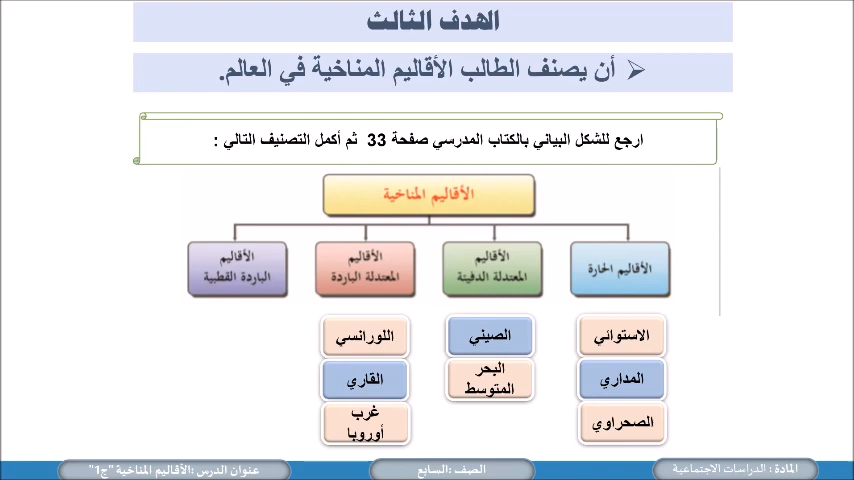 الهدف الثالث
أن يصنف الطالب الأقاليم المناخية في العالم.
ارجع للشكل البياني بالكتاب المدرسي صفحة 33 ثم أكمل التصنيف التالي :
الأقاليم المناخية
الأقاليم الحارة
الأقاليم
المعتدلة الدفيئة
الأقاليم
المعتدلة الباردة
الأقاليم
الباردة القطبية
الاستوائي
المداري
الصحراوي
الصيني
البحر
المتوسط
اللورانسي
القاري
غرب
أوروبا
المادة : الدراسات الاجتماعية
الصف :السابع
عنوان الدرس :الأقاليم المناخية "ج1"